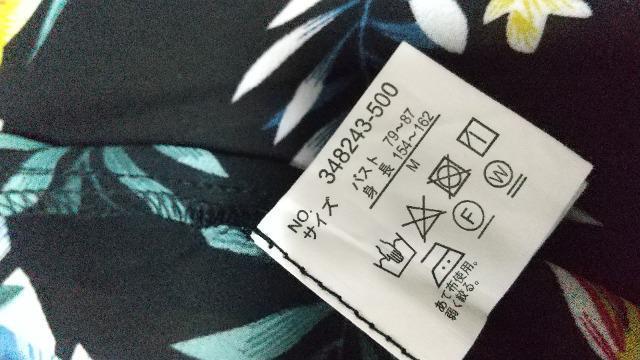 NO. 348243-500
サイズ バスト 79～87
身長 154～162
M
F
W
あて布使用。
弱く絞る。